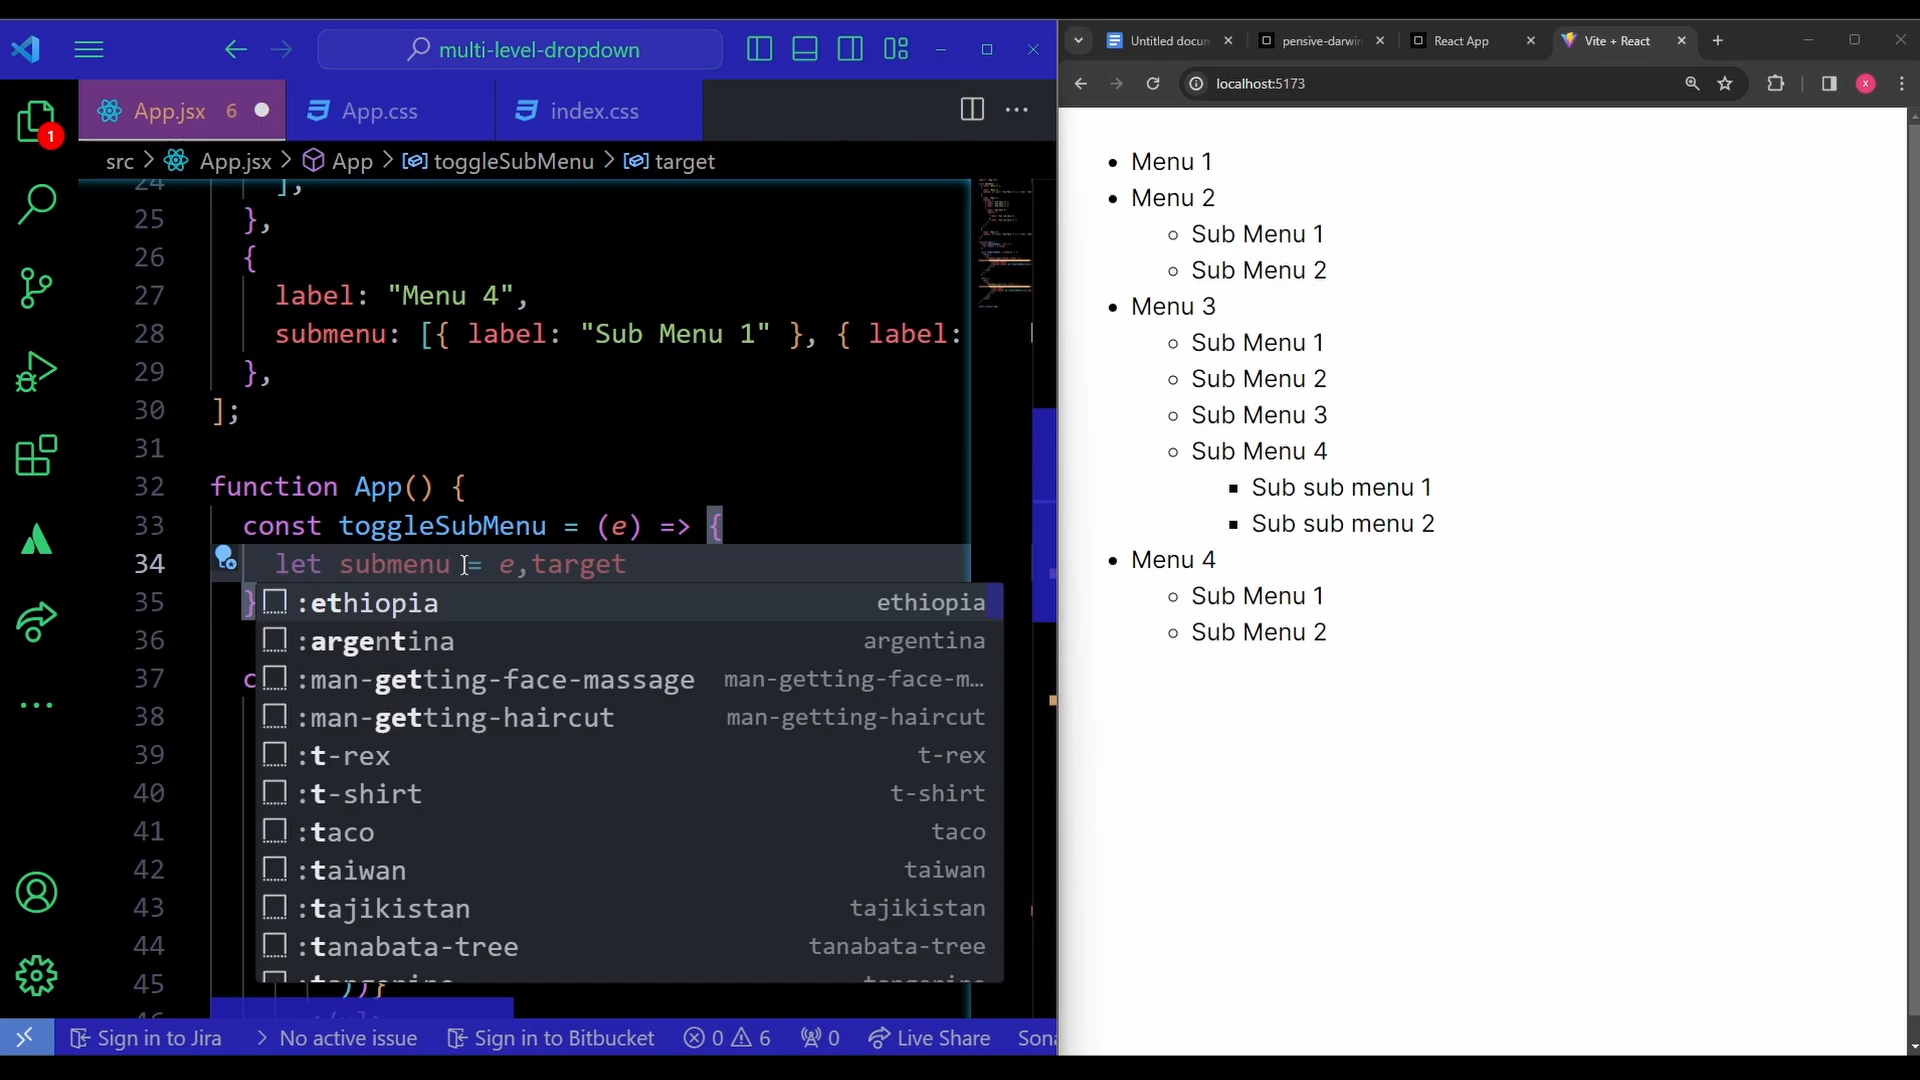 multi-level-dropdown
App.jsx 6
App.css
index.css
src > App.jsx > App > toggleSubMenu > target
1
24 ],
25 },
26 {
27 label: "Menu 4",
28 submenu: [{ label: "Sub Menu 1" }, { label:
29 },
30 ];
31
32 function App() {
33 const toggleSubMenu = (e) => {
34 let submenu = e,target
35 }
:ethiopia ethiopia
36 :argentina argentina
37 c :man-getting-face-massage man-getting-face-m…
38 :man-getting-haircut man-getting-haircut
39 :t-rex t-rex
40 :t-shirt t-shirt
41 :taco taco
42 :taiwan taiwan
43 :tajikistan tajikistan
44 :tanabata-tree tanabata-tree
45 ))}
Sign in to Jira > No active issue Sign in to Bitbucket 0 6 0 Live Share Sona
Untitled docum
pensive-darwin
React App
Vite + React
localhost:5173
x
• Menu 1
• Menu 2
○ Sub Menu 1
○ Sub Menu 2
• Menu 3
○ Sub Menu 1
○ Sub Menu 2
○ Sub Menu 3
○ Sub Menu 4
▪ Sub sub menu 1
▪ Sub sub menu 2
• Menu 4
○ Sub Menu 1
○ Sub Menu 2